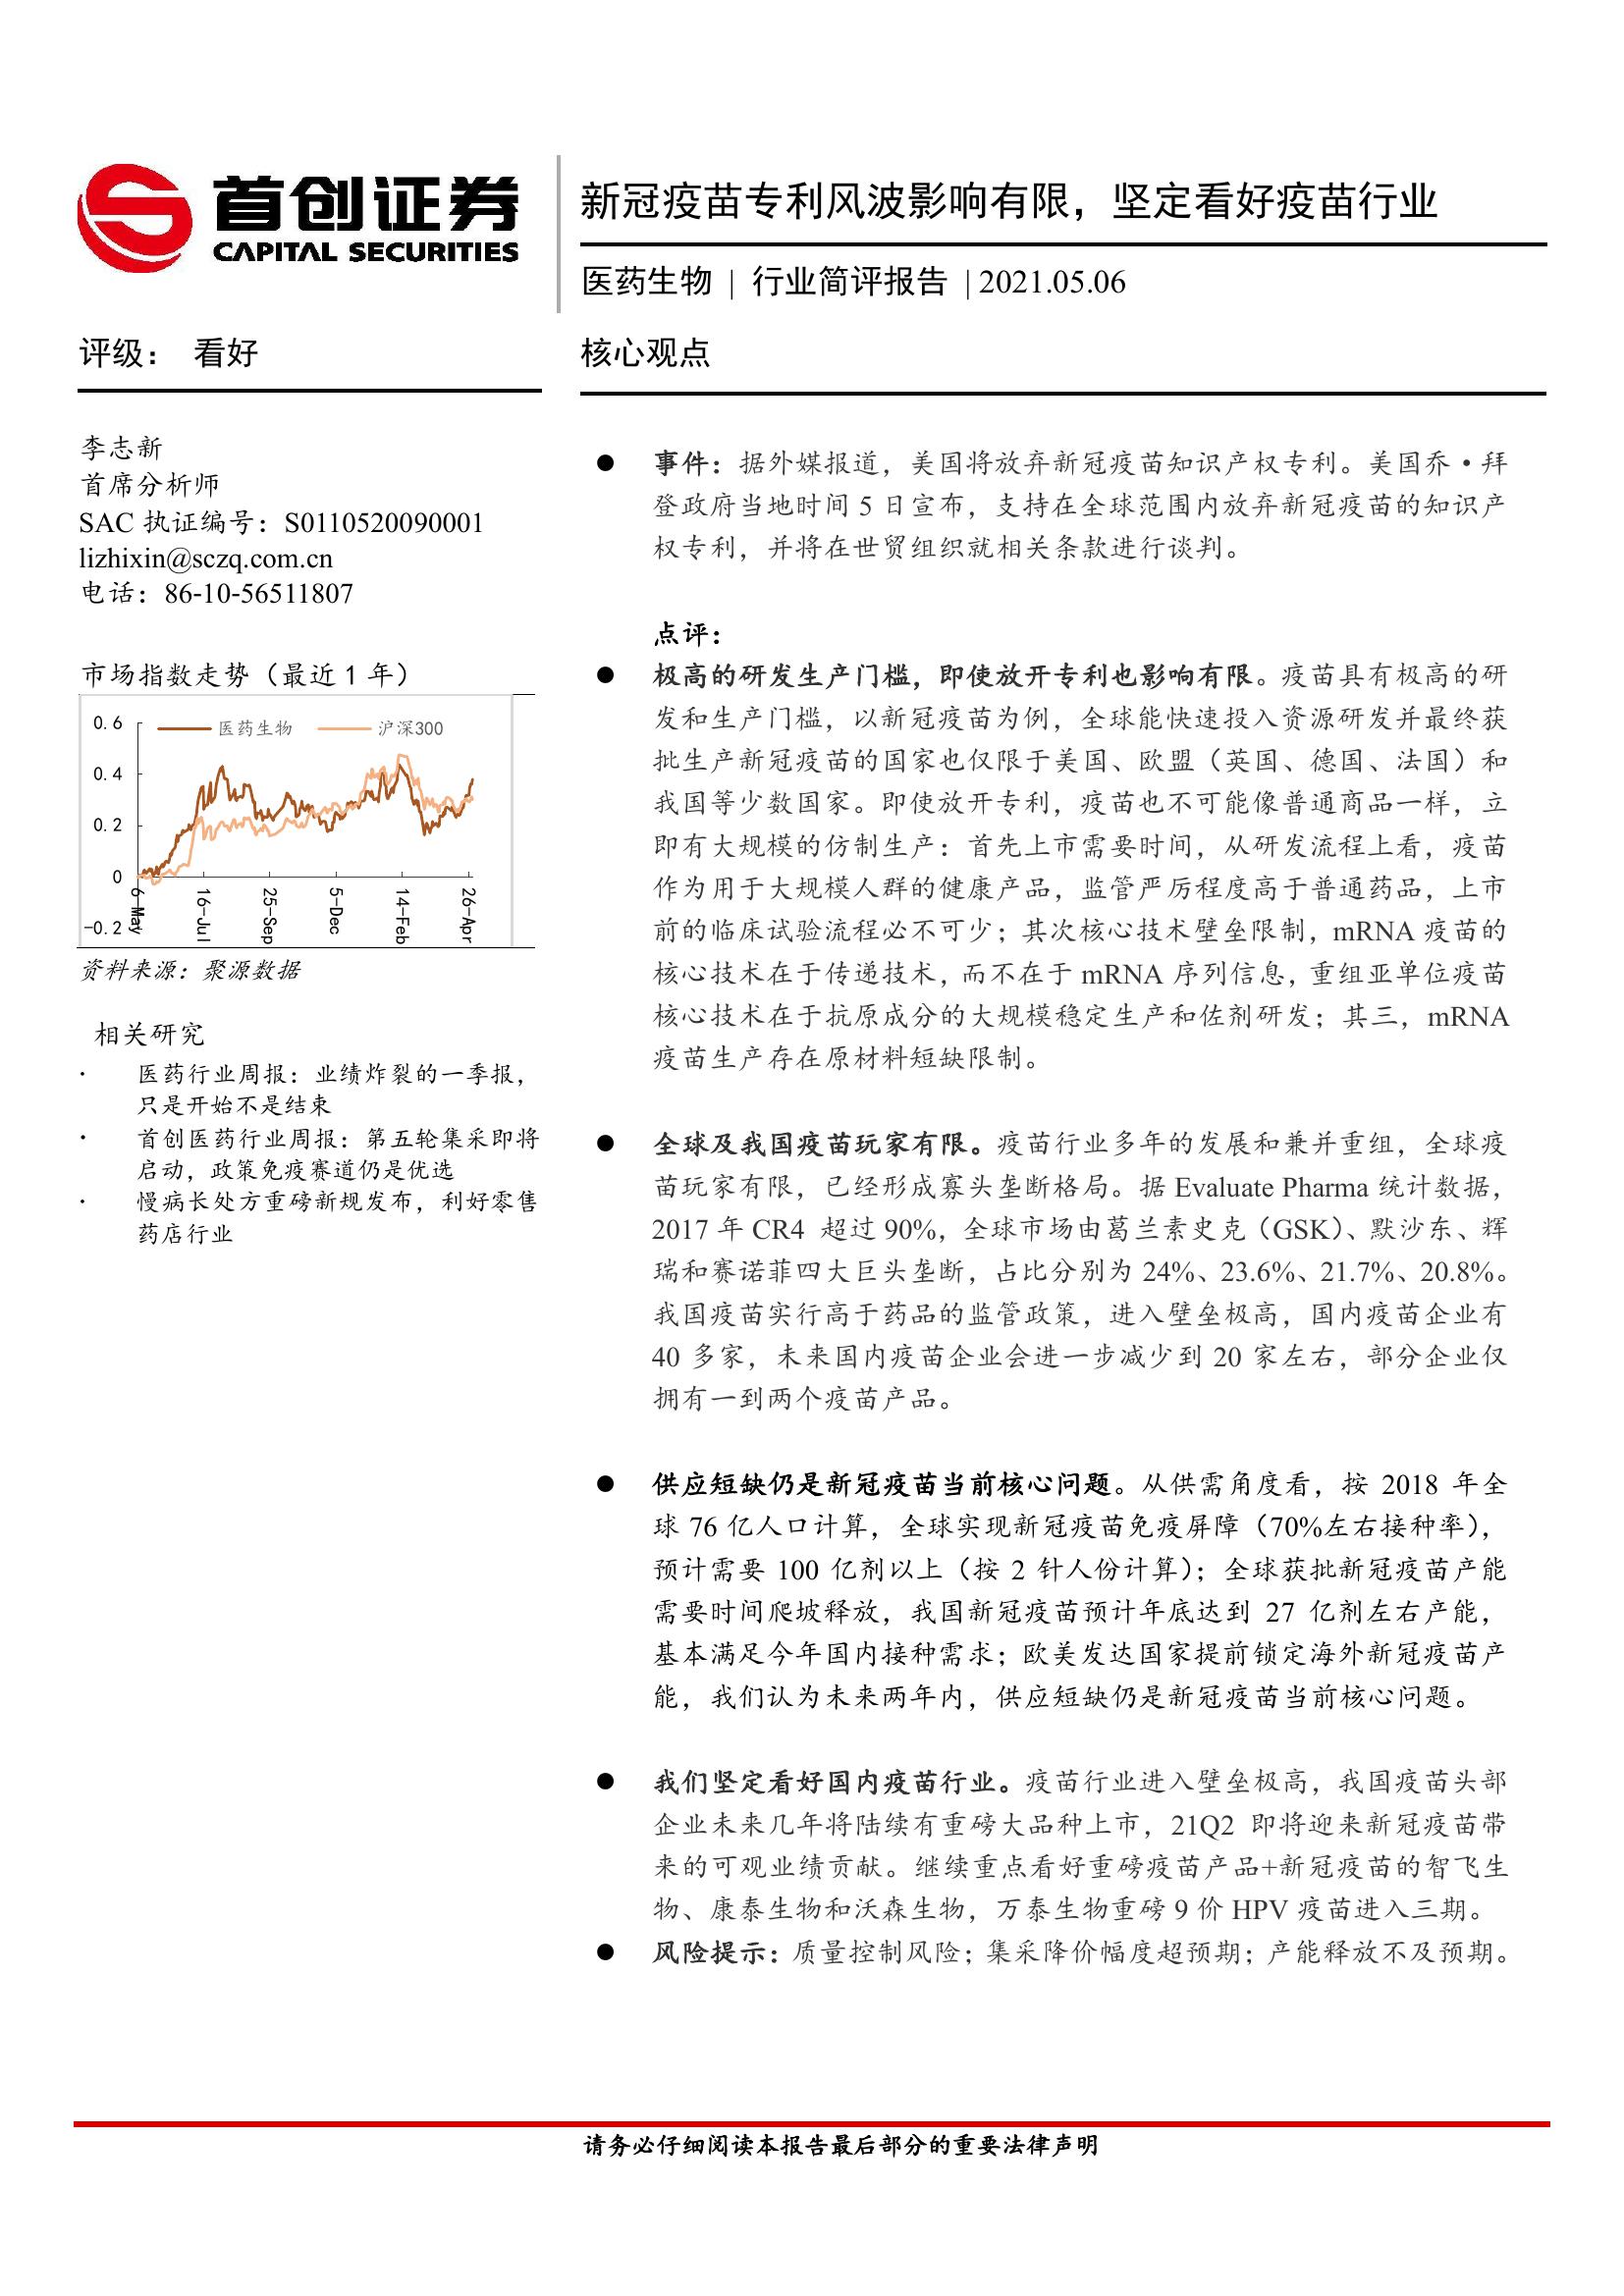 首创证券
CAPITAL SECURITIES
新冠疫苗专利风波影响有限，坚定看好疫苗行业
医药生物 | 行业简评报告 | 2021.05.06
评级： 看好
核心观点
李志新
首席分析师
SAC 执证编号：S0110520090001
lizhixin@sczq.com.cn
电话：86-10-56511807
市场指数走势（最近 1 年）
医药生物
沪深300
0.6
0.4
0.2
0
-0.2
6-May
16-Jul
25-Sep
5-Dec
14-Feb
26-Apr
资料来源：聚源数据
相关研究
· 医药行业周报：业绩炸裂的一季报，
只是开始不是结束
· 首创医药行业周报：第五轮集采即将
启动，政策免疫赛道仍是优选
· 慢病长处方重磅新规发布，利好零售
药店行业
● 事件：据外媒报道，美国将放弃新冠疫苗知识产权专利。美国乔·拜
登政府当地时间 5 日宣布，支持在全球范围内放弃新冠疫苗的知识产
权专利，并将在世贸组织就相关条款进行谈判。
点评：
● 极高的研发生产门槛，即使放开专利也影响有限。疫苗具有极高的研
发和生产门槛，以新冠疫苗为例，全球能快速投入资源研发并最终获
批生产新冠疫苗的国家也仅限于美国、欧盟（英国、德国、法国）和
我国等少数国家。即使放开专利，疫苗也不可能像普通商品一样，立
即有大规模的仿制生产：首先上市需要时间，从研发流程上看，疫苗
作为用于大规模人群的健康产品，监管严厉程度高于普通药品，上市
前的临床试验流程必不可少；其次核心技术壁垒限制，mRNA 疫苗的
核心技术在于传递技术，而不在于 mRNA 序列信息，重组亚单位疫苗
核心技术在于抗原成分的大规模稳定生产和佐剂研发；其三，mRNA
疫苗生产存在原材料短缺限制。
● 全球及我国疫苗玩家有限。疫苗行业多年的发展和兼并重组，全球疫
苗玩家有限，已经形成寡头垄断格局。据 Evaluate Pharma 统计数据，
2017 年 CR4 超过 90%，全球市场由葛兰素史克（GSK）、默沙东、辉
瑞和赛诺菲四大巨头垄断，占比分别为 24%、23.6%、21.7%、20.8%。
我国疫苗实行高于药品的监管政策，进入壁垒极高，国内疫苗企业有
40 多家，未来国内疫苗企业会进一步减少到 20 家左右，部分企业仅
拥有一到两个疫苗产品。
● 供应短缺仍是新冠疫苗当前核心问题。从供需角度看，按 2018 年全
球 76 亿人口计算，全球实现新冠疫苗免疫屏障（70%左右接种率），
预计需要 100 亿剂以上（按 2 针人份计算）；全球获批新冠疫苗产能
需要时间爬坡释放，我国新冠疫苗预计年底达到 27 亿剂左右产能，
基本满足今年国内接种需求；欧美发达国家提前锁定海外新冠疫苗产
能，我们认为未来两年内，供应短缺仍是新冠疫苗当前核心问题。
● 我们坚定看好国内疫苗行业。疫苗行业进入壁垒极高，我国疫苗头部
企业未来几年将陆续有重磅大品种上市，21Q2 即将迎来新冠疫苗带
来的可观业绩贡献。继续重点看好重磅疫苗产品+新冠疫苗的智飞生
物、康泰生物和沃森生物，万泰生物重磅 9 价 HPV 疫苗进入三期。
● 风险提示：质量控制风险；集采降价幅度超预期；产能释放不及预期。
请务必仔细阅读本报告最后部分的重要法律声明